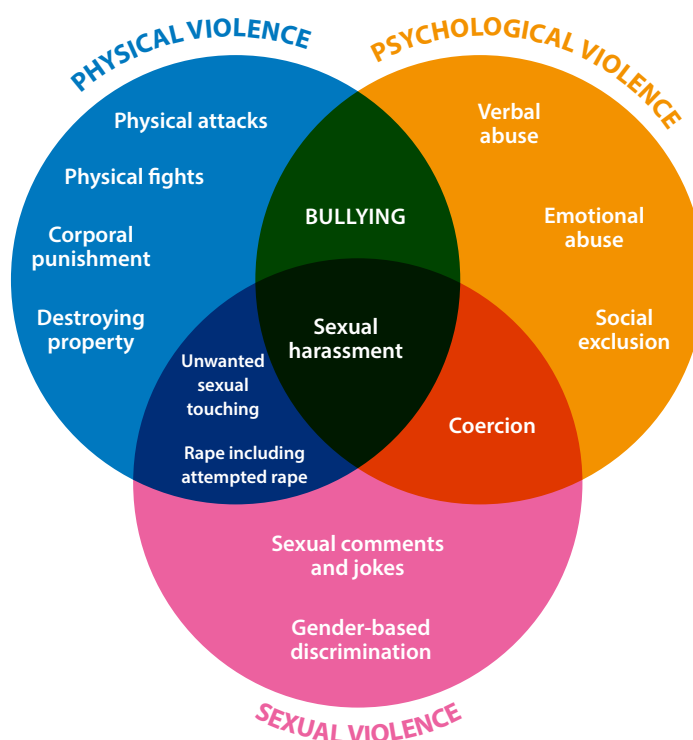 PHYSICAL VIOLENCE
PSYCHOLOGICAL VIOLENCE
Physical attacks
Physical fights
Corporal
punishment
Destroying
property
Verbal
abuse
Emotional
abuse
Social
exclusion
BULLYING
Sexual
harassment
Unwanted
sexual
touching
Rape including
attempted rape
Coercion
Sexual comments
and jokes
Gender-based
discrimination
SEXUAL VIOLENCE